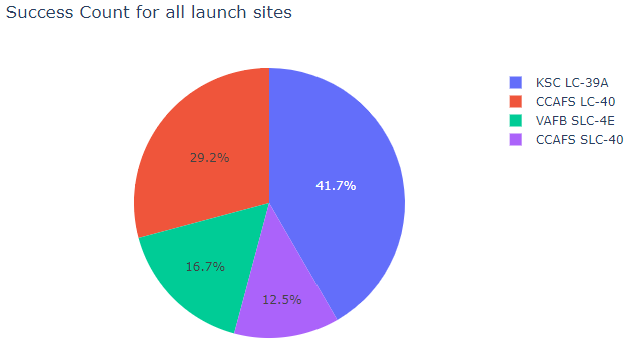 Success Count for all launch sites
KSC LC-39A
CCAFS LC-40
VAFB SLC-4E
CCAFS SLC-40
29.2%
41.7%
16.7%
12.5%